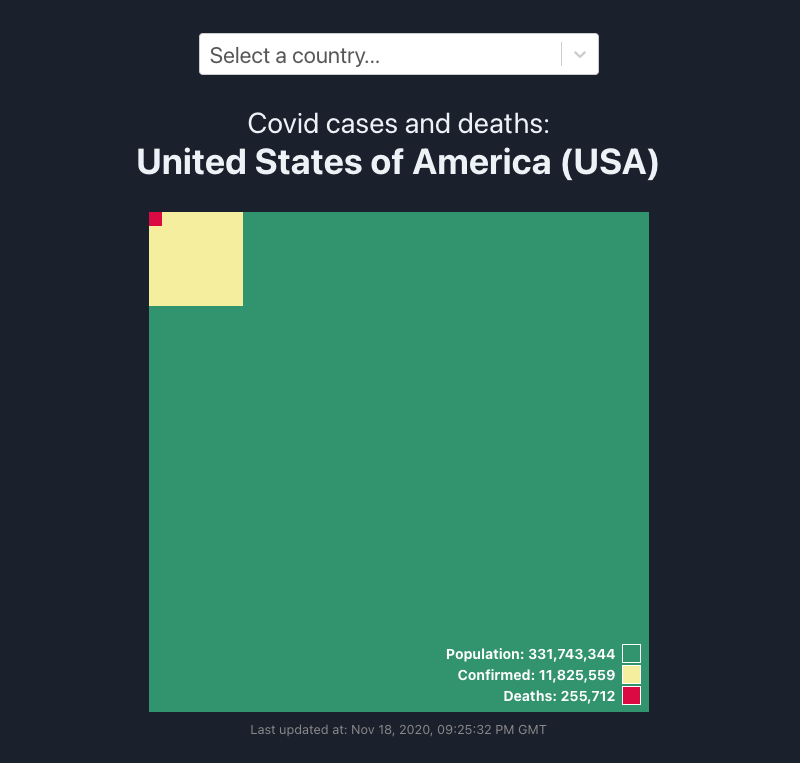 Select a country...
Covid cases and deaths:
United States of America (USA)
Population: 331,743,344
Confirmed: 11,825,559
Deaths: 255,712
Last updated at: Nov 18, 2020, 09:25:32 PM GMT